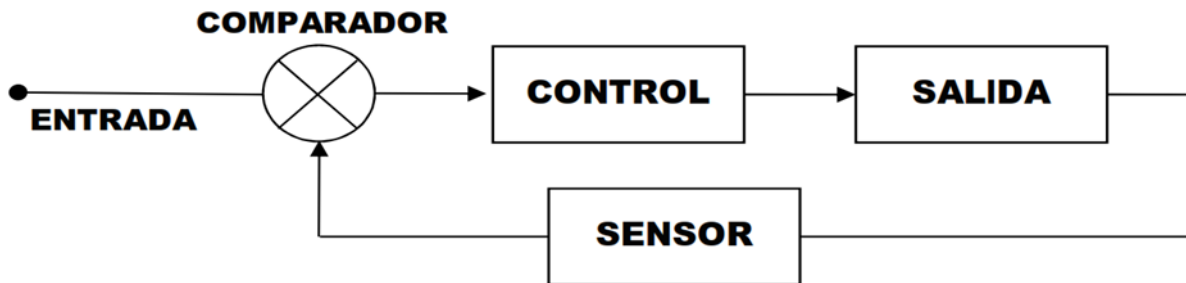 COMPARADOR
ENTRADA
CONTROL
SALIDA
SENSOR